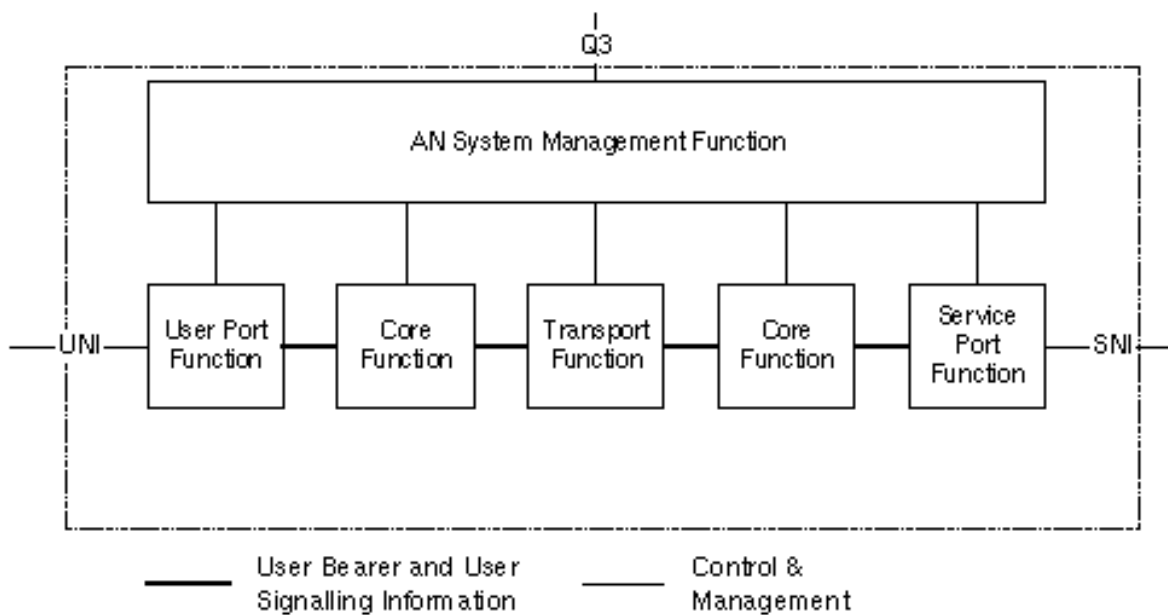 Q3
AN System Management Function
User Port
Function
Core
Function
Transport
Function
Core
Function
Service
Port
Function
UNI
SNI
User Bearer and User
Signalling Information
Control &
Management